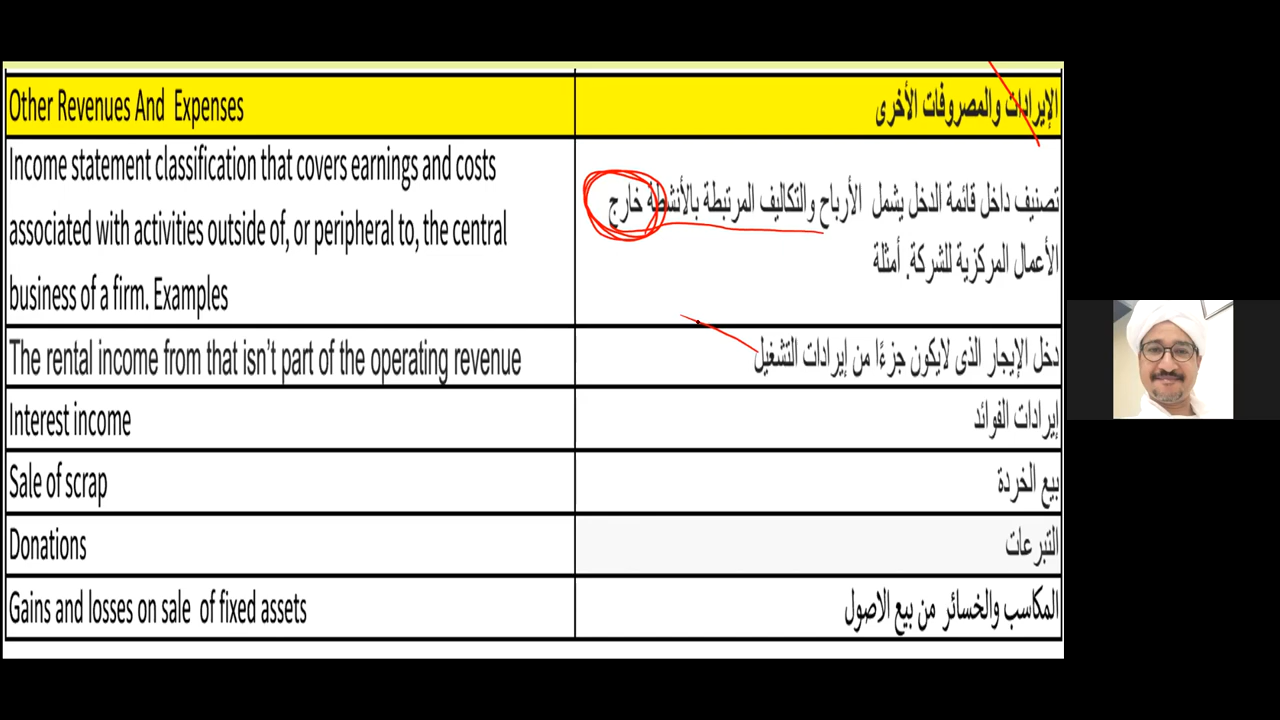 Other Revenues And Expenses
الإيرادات والمصروفات الأخرى
Income statement classification that covers earnings and costs
associated with activities outside of, or peripheral to, the central
business of a firm. Examples
تصنيف داخل قائمة الدخل يشمل الأرباح والتكاليف المرتبطة بالأنشطة خارج
الأعمال المركزية للشركة. أمثلة
The rental income from that isn’t part of the operating revenue
دخل الإيجار الذى لايكون جزءًا من إيرادات التشغيل
Interest income
إيرادات الفوائد
Sale of scrap
بيع الخردة
Donations
التبرعات
Gains and losses on sale of fixed assets
المكاسب والخسائر من بيع الاصول